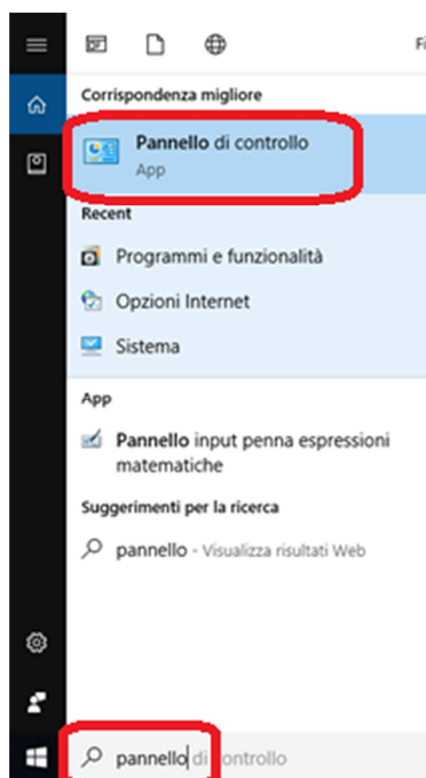 Fi
Corrispondenza migliore
Pannello di controllo
App
Recent
Programmi e funzionalità
Opzioni Internet
Sistema
App
Pannello input penna espressioni
matematiche
Suggerimenti per la ricerca
pannello - Visualizza risultati Web
pannello di controllo